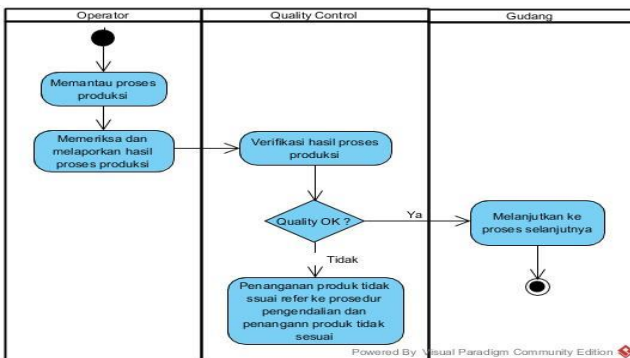 Operator
Quality Control
Gudang
Memantau proses
produksi
Memeriksa dan
melaporkan hasil
proses produksi
Verifikasi hasil proses
produksi
Quality OK ?
Ya
Melanjutkan ke
proses selanjutnya
Tidak
Penanganan produk tidak
ssuai refer ke prosedur
pengendalian dan
penangann produk tidak
sesuai
Powered By Visual Paradigm Community Edition